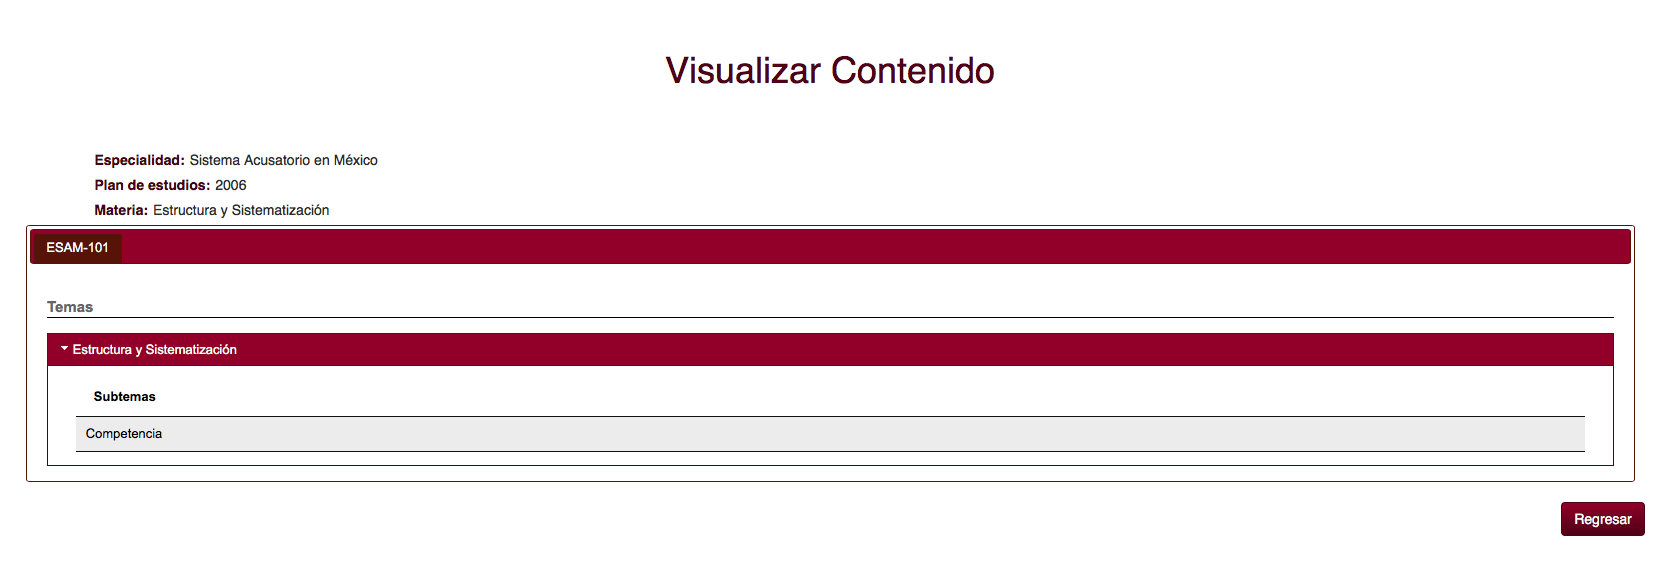 Visualizar Contenido
Especialidad: Sistema Acusatorio en México
Plan de estudios: 2006
Materia: Estructura y Sistematización
ESAM-101
Temas
Estructura y Sistematización
Subtemas
Competencia
Regresar